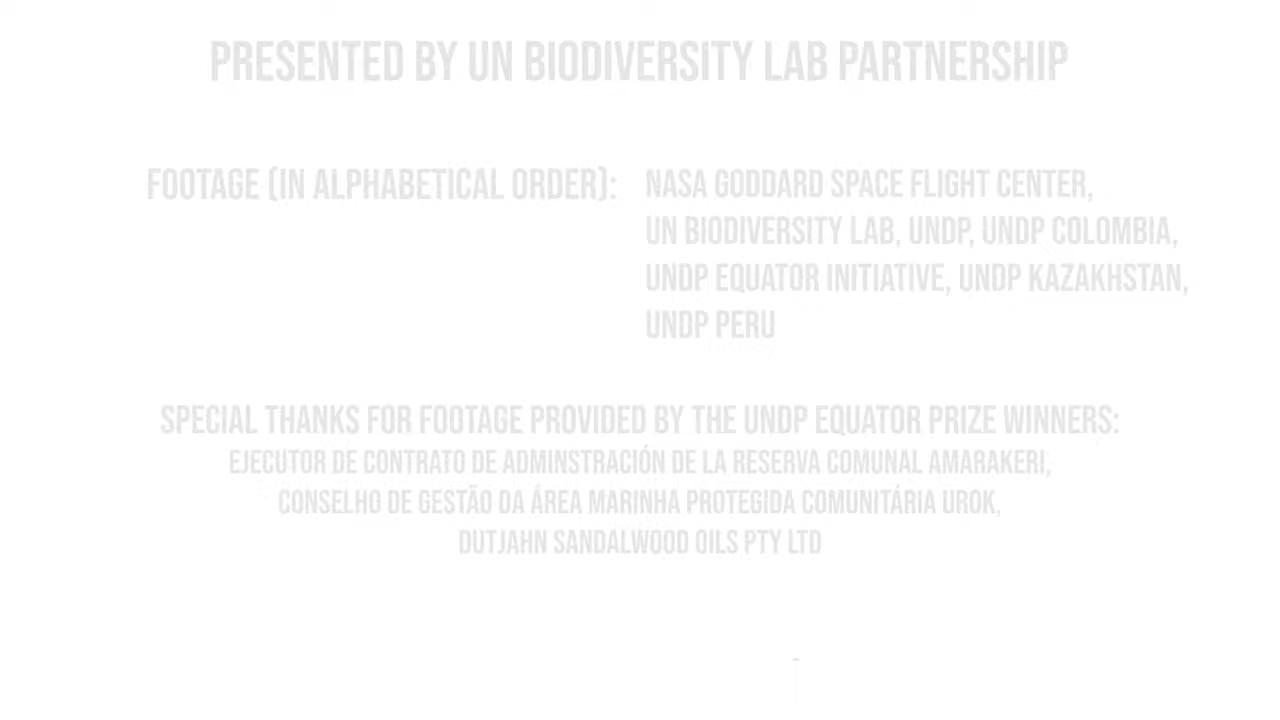 PRESENTED BY UN BIODIVERSITY LAB PARTNERSHIP
FOOTAGE (IN ALPHABETICAL ORDER): NASA GODDARD SPACE FLIGHT CENTER,
UN BIODIVERSITY LAB, UNDP, UNDP COLOMBIA,
UNDP EQUATOR INITIATIVE, UNDP KAZAKHSTAN,
UNDP PERU
SPECIAL THANKS FOR FOOTAGE PROVIDED BY THE UNDP EQUATOR PRIZE WINNERS:
EJECUTOR DE CONTRATO DE ADMINSTRACIÓN DE LA RESERVA COMUNAL AMARAKERI,
CONSELHO DE GESTÃO DA ÁREA MARINHA PROTEGIDA COMUNITÁRIA UROK,
DUTJAHN SANDALWOOD OILS PTY LTD